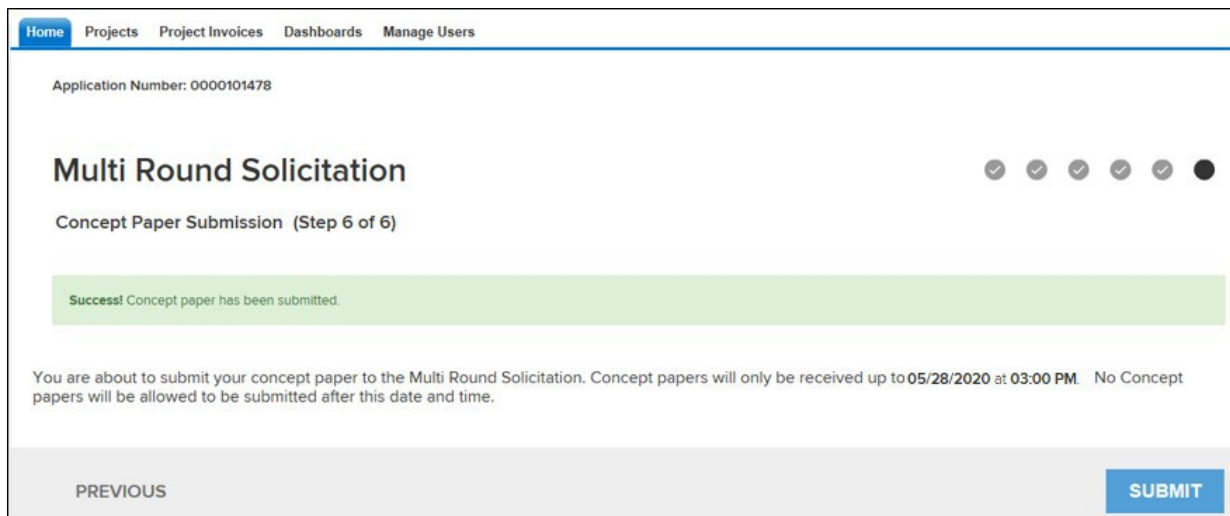 Home Projects Project Invoices Dashboards Manage Users
Application Number: 0000101478
Multi Round Solicitation
Concept Paper Submission (Step 6 of 6)
Success! Concept paper has been submitted.
You are about to submit your concept paper to the Multi Round Solicitation. Concept papers will only be received up to 05/28/2020 at 03:00 PM. No Concept
papers will be allowed to be submitted after this date and time.
PREVIOUS SUBMIT